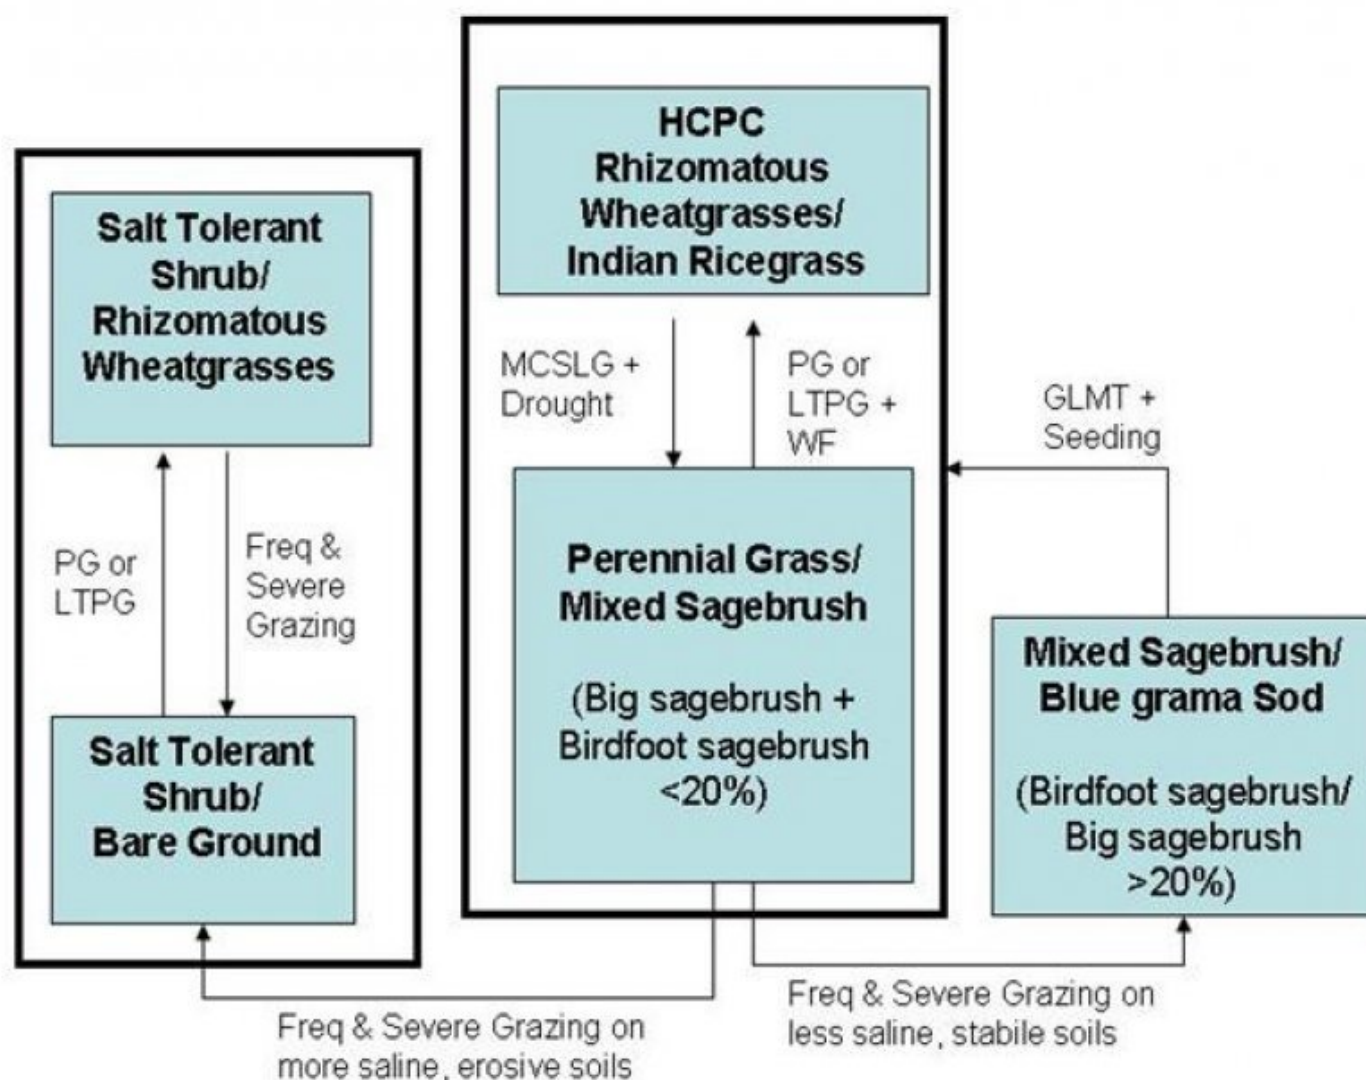 HCPC
Rhizomatous
Wheatgrasses/
Indian Ricegrass
Salt Tolerant
Shrub/
Rhizomatous
Wheatgrasses
MCSLG +
Drought
PG or
LTPG +
WF
GLMT +
Seeding
PG or
LTPG
Freq &
Severe
Grazing
Perennial Grass/
Mixed Sagebrush
(Big sagebrush +
Birdfoot sagebrush
<20%)
Mixed Sagebrush/
Blue grama Sod
(Birdfoot sagebrush/
Big sagebrush
>20%)
Salt Tolerant
Shrub/
Bare Ground
Freq & Severe Grazing on
more saline, erosive soils
Freq & Severe Grazing on
less saline, stabile soils